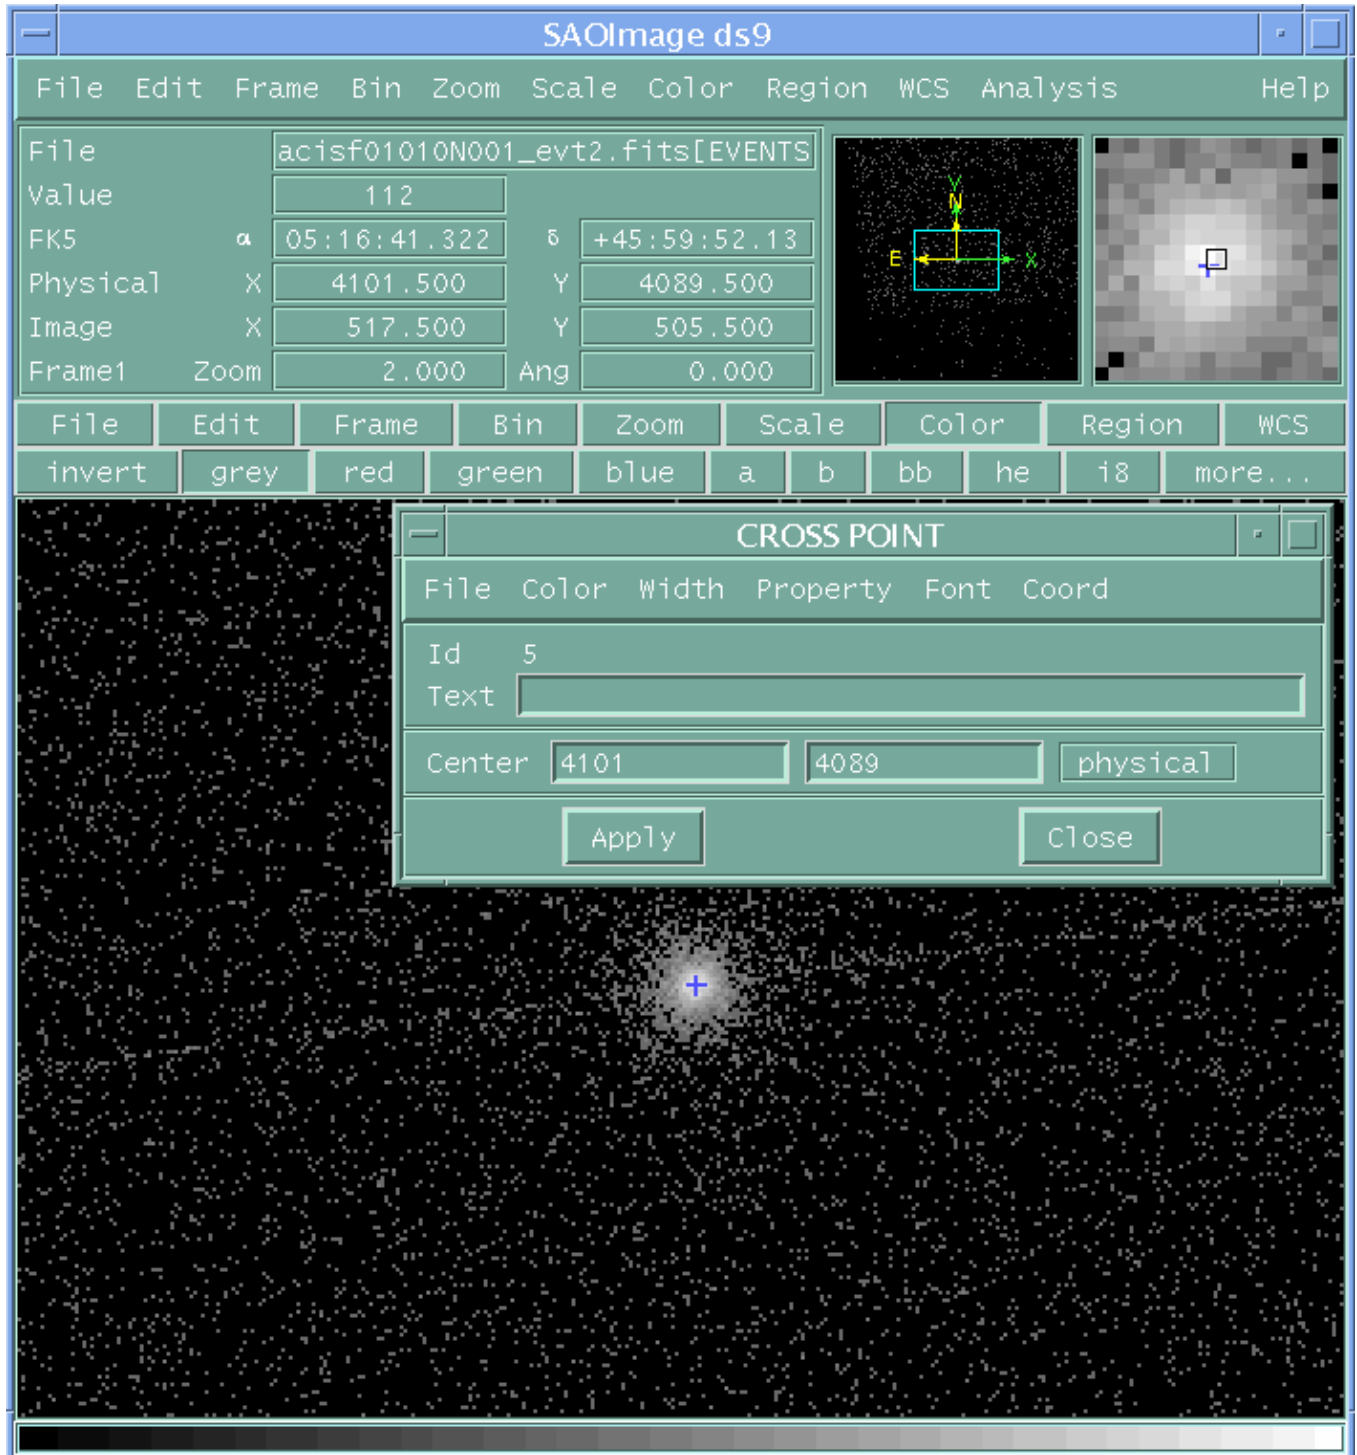 SAOImage ds9
File Edit Frame Bin Zoom Scale Color Region WCS Analysis Help
File acisf01010N001_evt2.fits[EVENTS
Value 112
FK5 α 05:16:41.322 δ +45:59:52.13
Physical X 4101.500 Y 4089.500
Image X 517.500 Y 505.500
Frame1 Zoom 2.000 Ang 0.000
Y
N
E X
File Edit Frame Bin Zoom Scale Color Region WCS
invert grey red green blue a b bb he i8 more...
CROSS POINT
File Color Width Property Font Coord
Id 5
Text
Center 4101 4089 physical
Apply Close